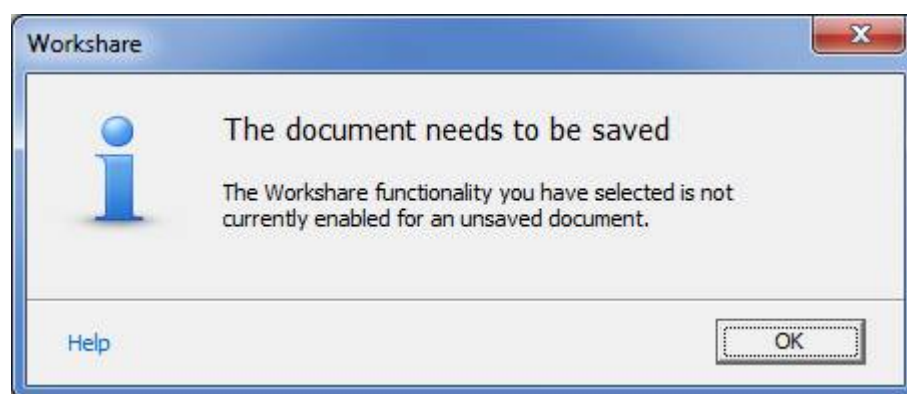 Workshare
The document needs to be saved
The Workshare functionality you have selected is not
currently enabled for an unsaved document.
Help
OK